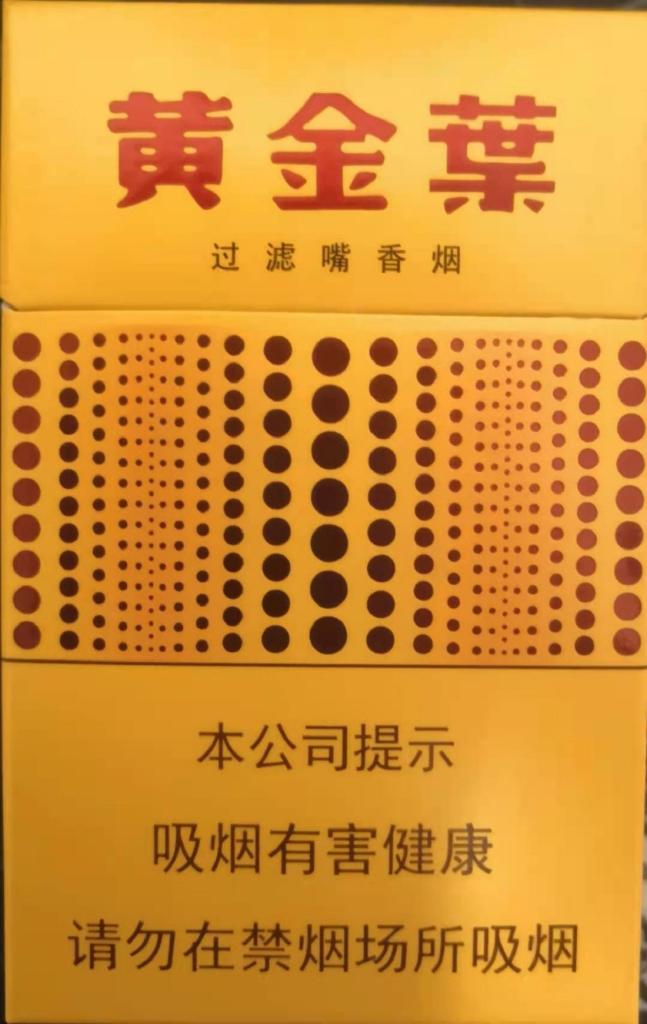 黄金葉
过滤嘴香烟
本公司提示
吸烟有害健康
请勿在禁烟场所吸烟